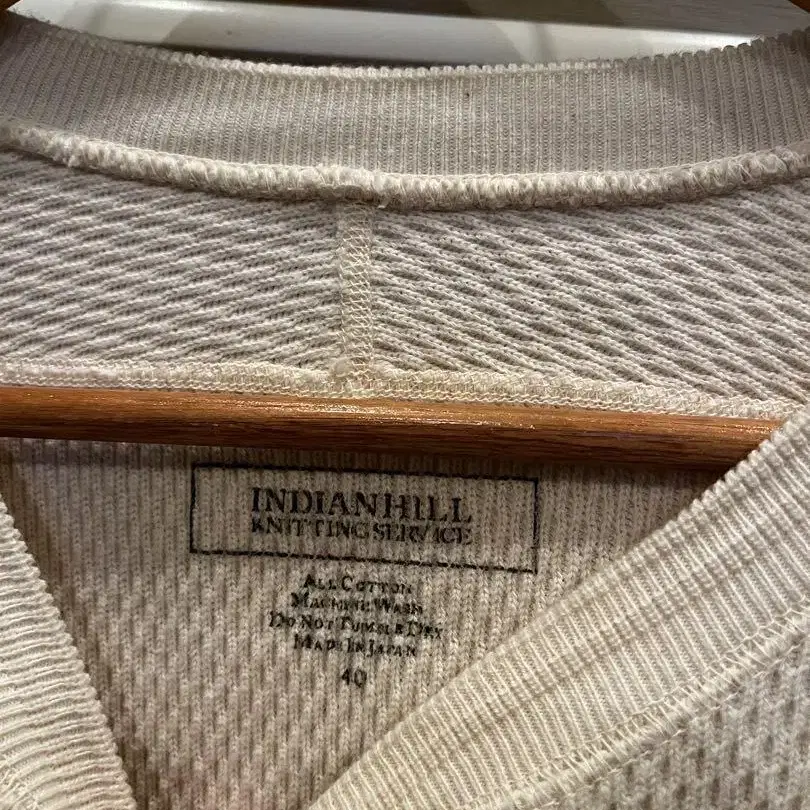 INDIANHILL
KNITTING SERVICE
ALL COTTON
MACHINE WASH
DO NOT TUMBLE DRY
MADE IN JAPAN
40